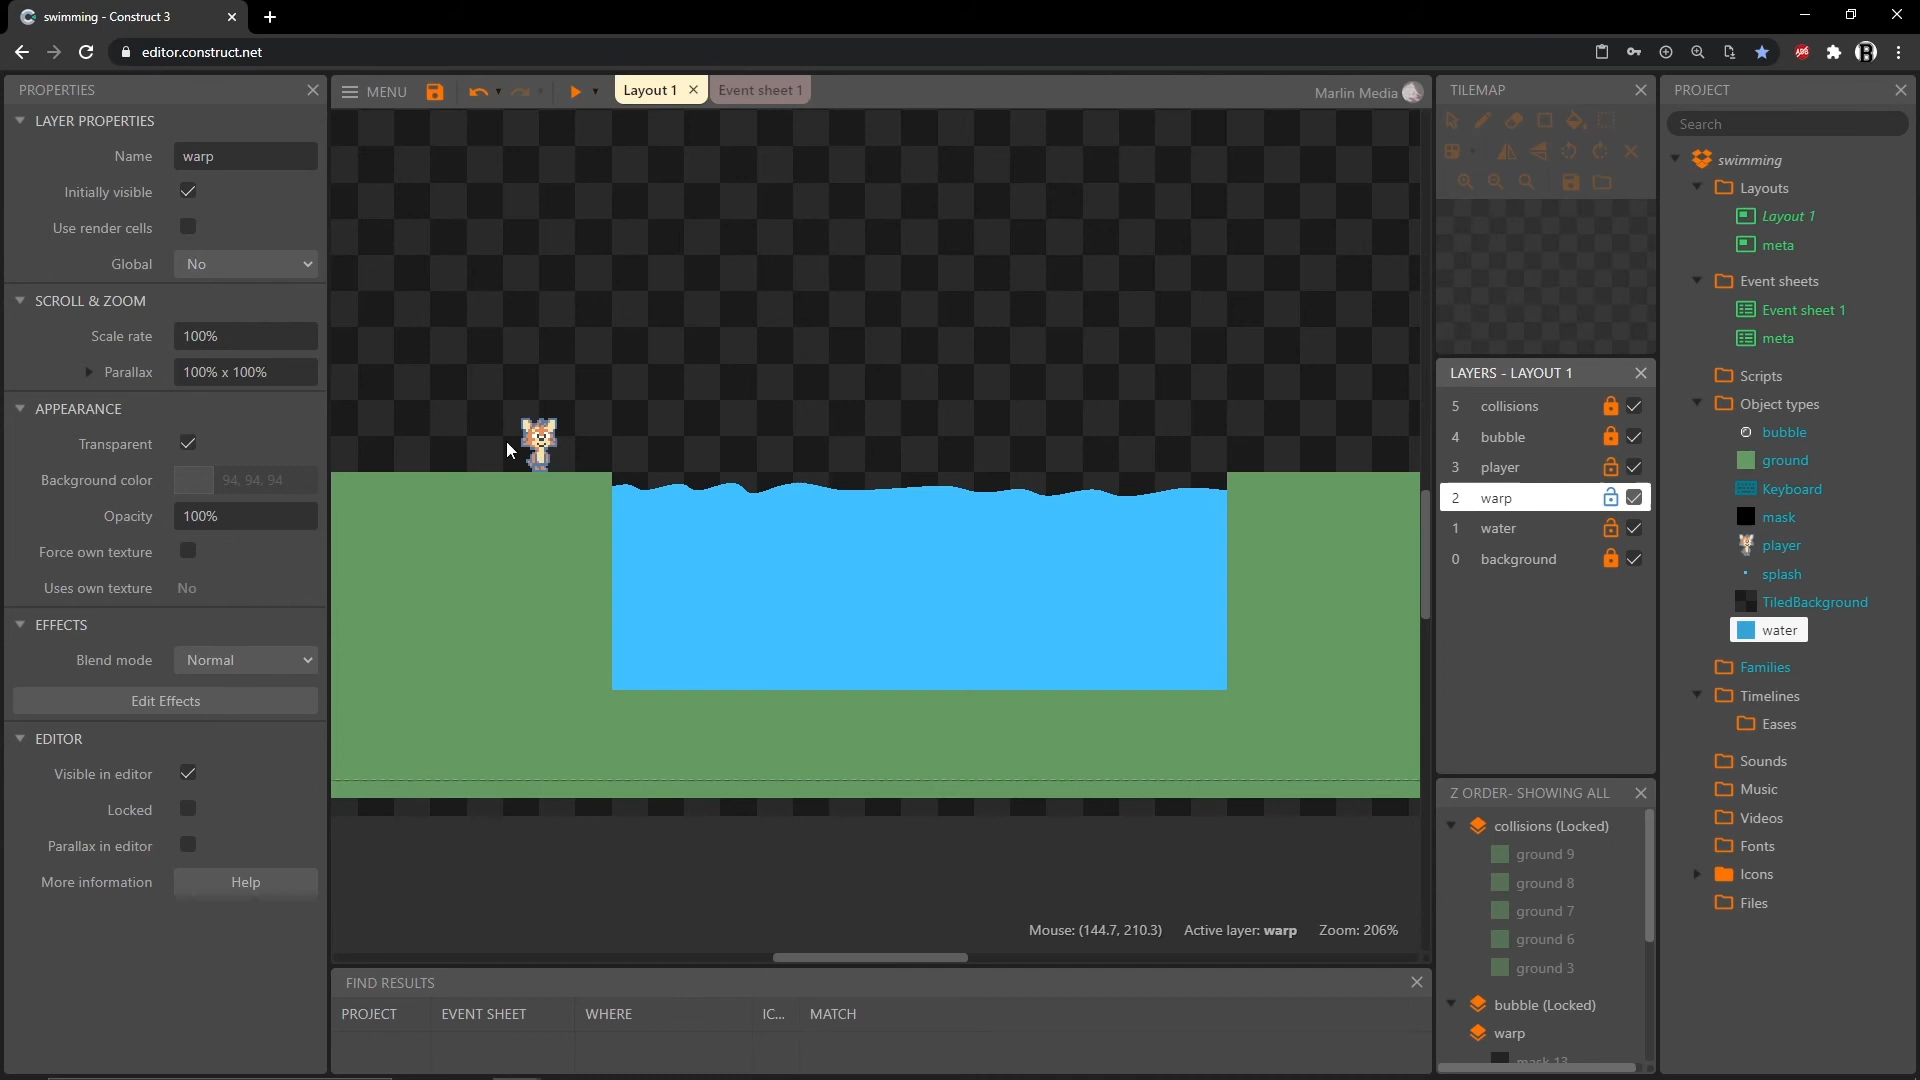 swimming - Construct 3
editor.construct.net
PROPERTIES
LAYER PROPERTIES
Name warp
Initially visible
Use render cells
Global No
SCROLL & ZOOM
Scale rate 100%
Parallax 100% x 100%
APPEARANCE
Transparent
Background color 94, 94, 94
Opacity 100%
Force own texture
Uses own texture No
EFFECTS
Blend mode Normal
Edit Effects
EDITOR
Visible in editor
Locked
Parallax in editor
More information Help
MENU
Layout 1
Event sheet 1
Marlin Media
Mouse: (144.7, 210.3) Active layer: warp Zoom: 206%
FIND RESULTS
PROJECT EVENT SHEET WHERE IC... MATCH
TILEMAP
LAYERS - LAYOUT 1
5 collisions
4 bubble
3 player
2 warp
1 water
0 background
Z ORDER- SHOWING ALL
collisions (Locked)
ground 9
ground 8
ground 7
ground 6
ground 3
bubble (Locked)
warp
mask 13
PROJECT
Search
swimming
Layouts
Layout 1
meta
Event sheets
Event sheet 1
meta
Scripts
Object types
bubble
ground
Keyboard
mask
player
splash
TiledBackground
water
Families
Timelines
Eases
Sounds
Music
Videos
Fonts
Icons
Files